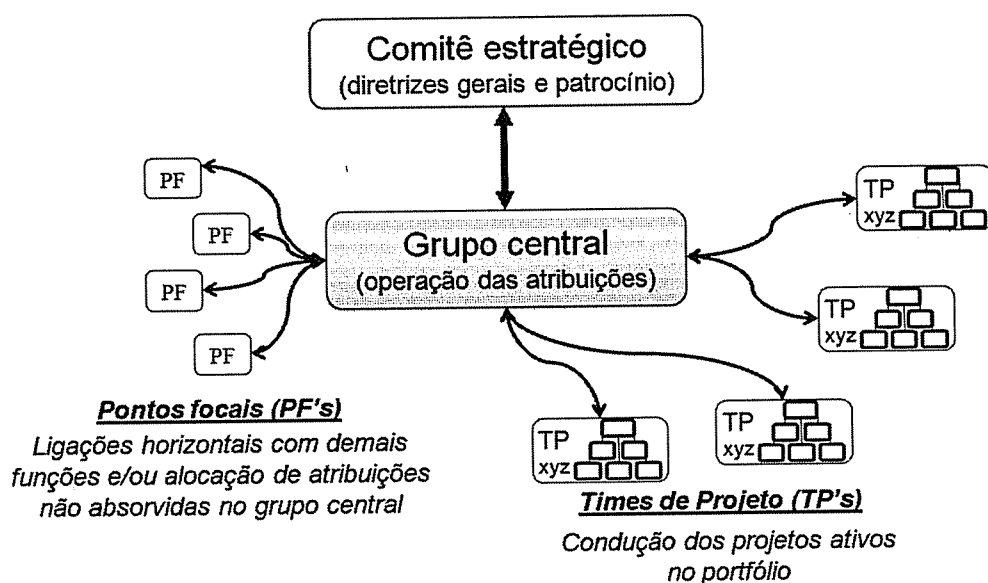 Comitê estratégico
(diretrizes gerais e patrocínio)
PF
PF
PF
PF
Grupo central
(operação das atribuições)
TP
xyz
TP
xyz
TP
xyz
TP
xyz
Pontos focais (PF's)
Ligações horizontais com demais
funções e/ou alocação de atribuições
não absorvidas no grupo central
Times de Projeto (TP's)
Condução dos projetos ativos
no portfólio